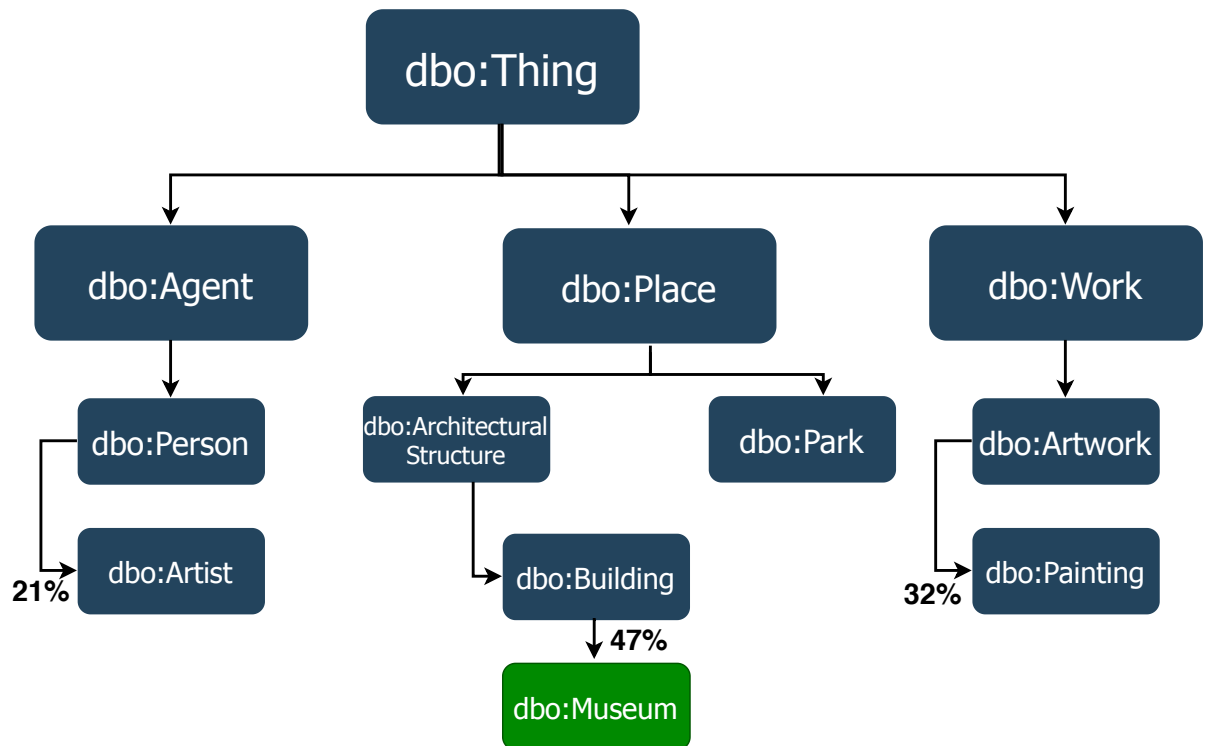 dbo:Thing
dbo:Agent
dbo:Place
dbo:Work
dbo:Person
dbo:Architectural
Structure
dbo:Park
dbo:Artwork
dbo:Artist
dbo:Building
dbo:Painting
21%
32%
47%
dbo:Museum